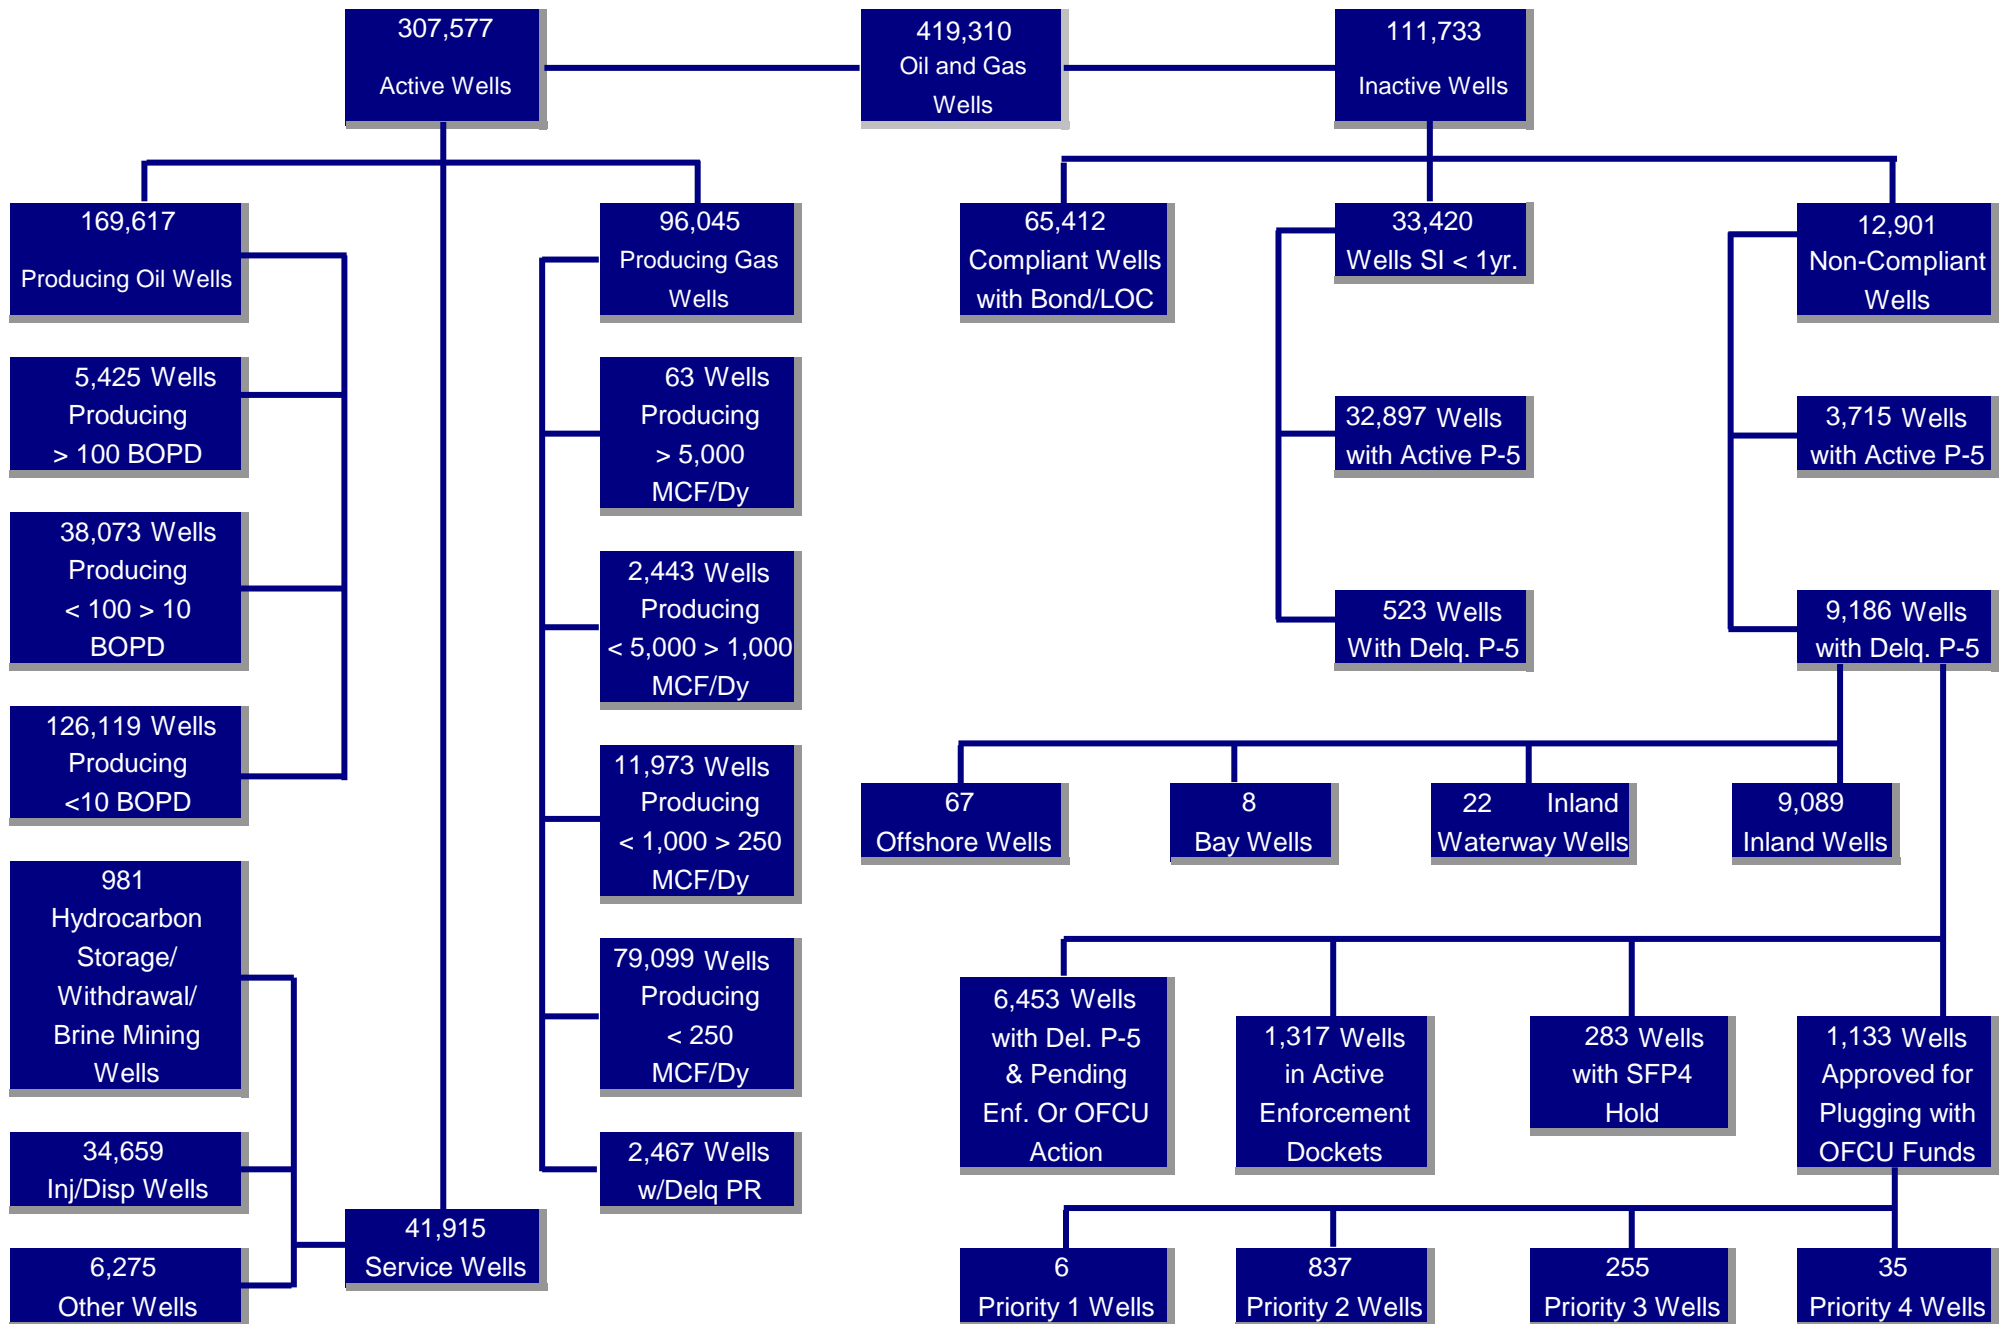 307,577
Active Wells
419,310
Oil and Gas
Wells
111,733
Inactive Wells
169,617
Producing Oil Wells
96,045
Producing Gas
Wells
65,412
Compliant Wells
with Bond/LOC
33,420
Wells SI < 1yr.
12,901
Non-Compliant
Wells
5,425 Wells
Producing
> 100 BOPD
63 Wells
Producing
> 5,000
MCF/Dy
32,897 Wells
with Active P-5
3,715 Wells
with Active P-5
38,073 Wells
Producing
< 100 > 10
BOPD
2,443 Wells
Producing
< 5,000 > 1,000
MCF/Dy
523 Wells
With Delq. P-5
9,186 Wells
with Delq. P-5
126,119 Wells
Producing
<10 BOPD
11,973 Wells
Producing
< 1,000 > 250
MCF/Dy
67
Offshore Wells
8
Bay Wells
22 Inland
Waterway Wells
9,089
Inland Wells
981
Hydrocarbon
Storage/
Withdrawal/
Brine Mining
Wells
79,099 Wells
Producing
< 250
MCF/Dy
6,453 Wells
with Del. P-5
& Pending
Enf. Or OFCU
Action
1,317 Wells
in Active
Enforcement
Dockets
283 Wells
with SFP4
Hold
1,133 Wells
Approved for
Plugging with
OFCU Funds
34,659
Inj/Disp Wells
2,467 Wells
w/Delq PR
41,915
Service Wells
6,275
Other Wells
6
Priority 1 Wells
837
Priority 2 Wells
255
Priority 3 Wells
35
Priority 4 Wells